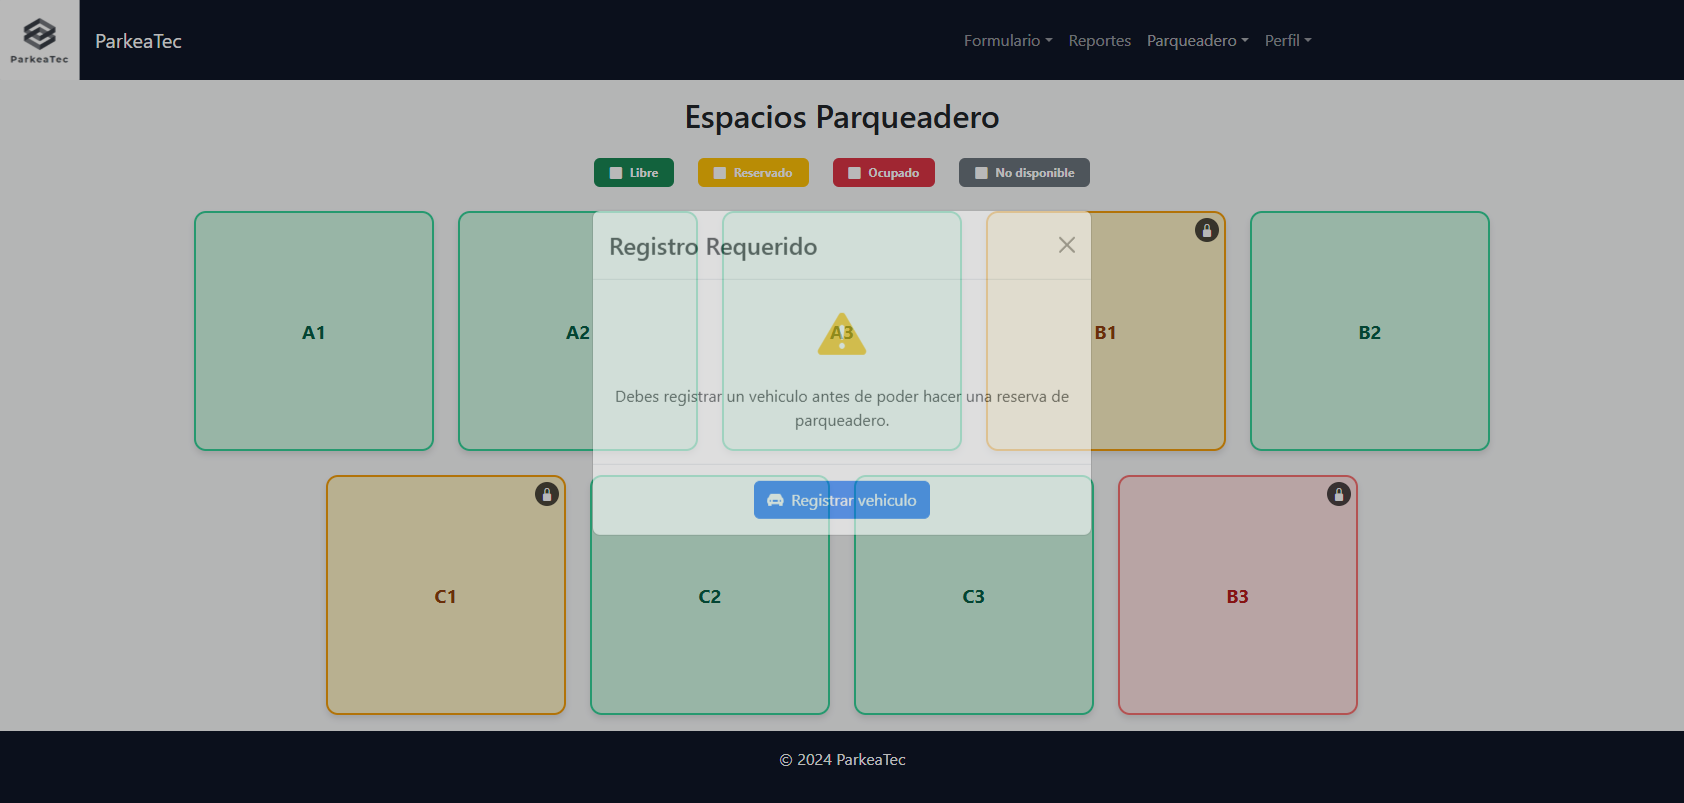 ParkeaTec
ParkeaTec
Formulario
Reportes
Parqueadero
Perfil
Espacios Parqueadero
Libre
Reservado
Ocupado
No disponible
Registro Requerido
A1
A2
A3
B1
B2
Debes registrar un vehiculo antes de poder hacer una reserva de
parqueadero.
Registrar vehiculo
C1
C2
C3
B3
© 2024 ParkeaTec